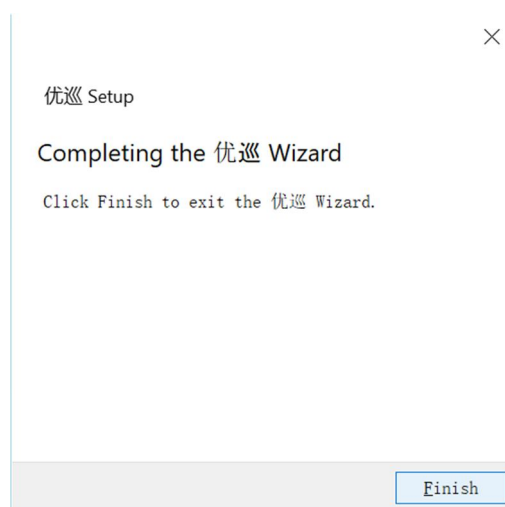 优巡 Setup
Completing the 优巡 Wizard
Click Finish to exit the 优巡 Wizard.
Finish